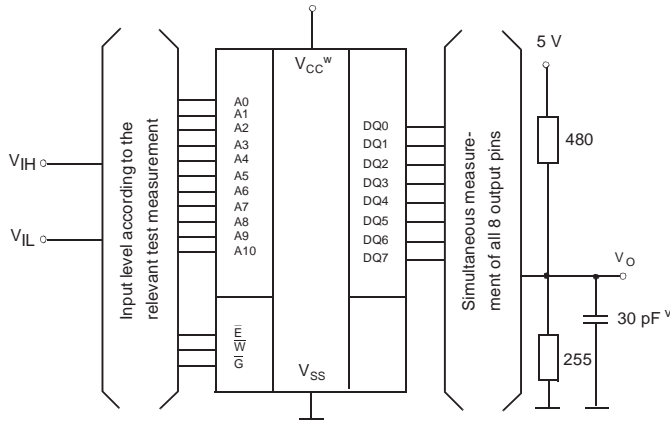 5 V
V_CC^w
A0
A1
A2
A3
A4
A5
A6
A7
A8
A9
A10
DQ0
DQ1
DQ2
DQ3
DQ4
DQ5
DQ6
DQ7
E̅
W̅
G̅
V_SS
V_IH
V_IL
Input level according to the
relevant test measurement
Simultaneous measure-
ment of all 8 output pins
480
V_O
30 pF^v
255